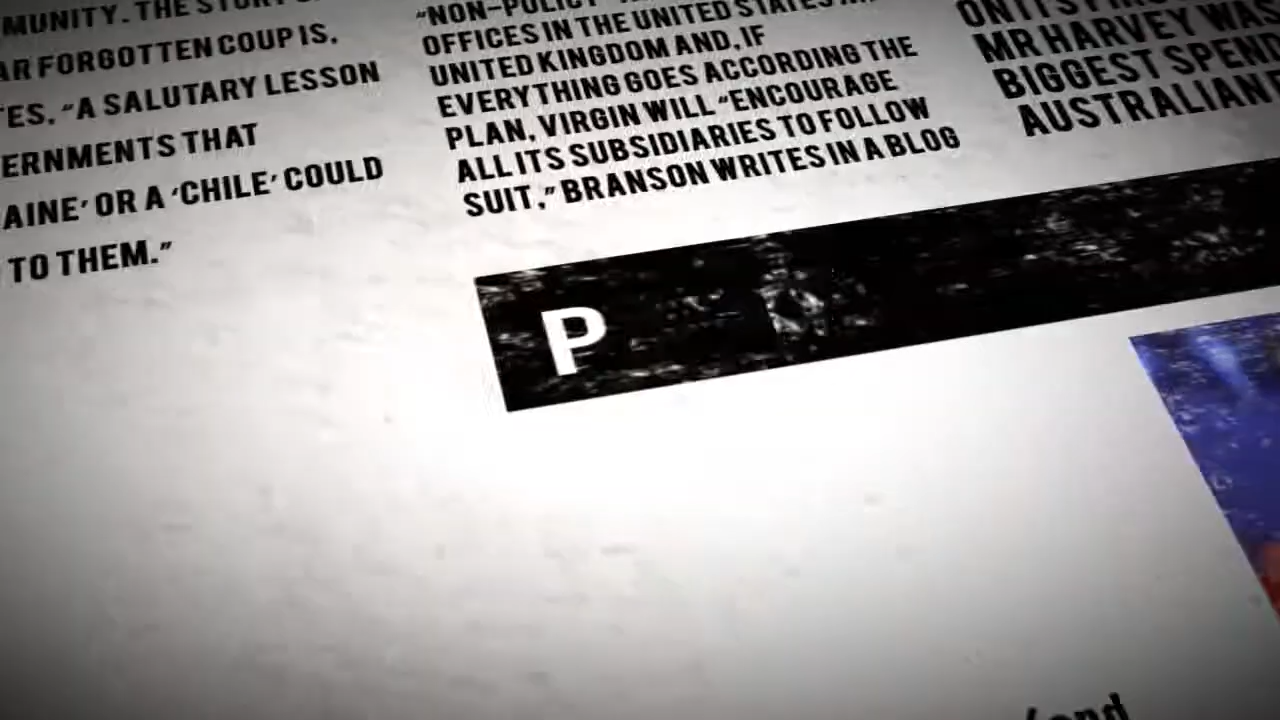 MUNITY. THE STORY
AR FORGOTTEN COUP IS,
ES, "A SALUTARY LESSON
ERNMENTS THAT
AINE' OR A 'CHILE' COULD
TO THEM."
"NON-POLICY"
OFFICES IN THE UNITED STATES
UNITED KINGDOM AND, IF
EVERYTHING GOES ACCORDING THE
PLAN, VIRGIN WILL "ENCOURAGE
ALL ITS SUBSIDIARIES TO FOLLOW
SUIT," BRANSON WRITES IN A BLOG
ON ITS
MR HARVEY WAS
BIGGEST SPEND
AUSTRALIAN
P